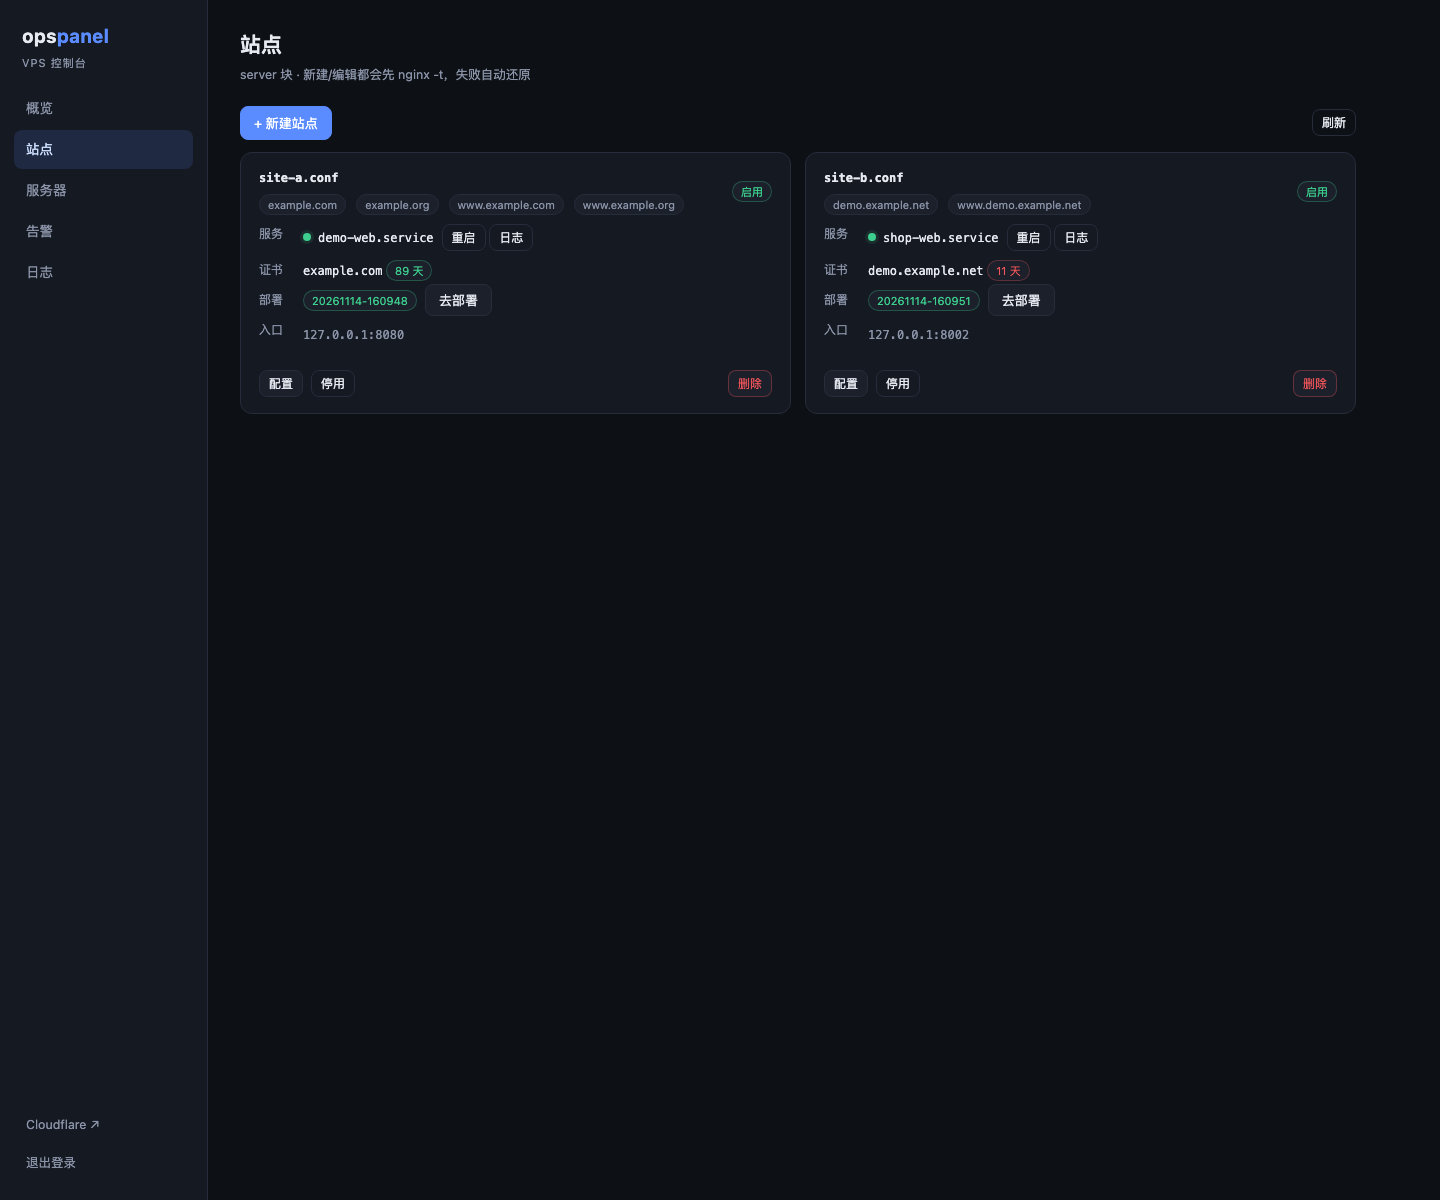 opspanel
VPS 控制台
概览
站点
服务器
告警
日志
Cloudflare ↗
退出登录
站点
server 块 · 新建/编辑都会先 nginx -t，失败自动还原
+ 新建站点
刷新
site-a.conf
启用
example.com example.org www.example.com www.example.org
服务 demo-web.service 重启 日志
证书 example.com 89 天
部署 20261114-160948 去部署
入口 127.0.0.1:8080
配置 停用 删除
site-b.conf
启用
demo.example.net www.demo.example.net
服务 shop-web.service 重启 日志
证书 demo.example.net 11 天
部署 20261114-160951 去部署
入口 127.0.0.1:8002
配置 停用 删除